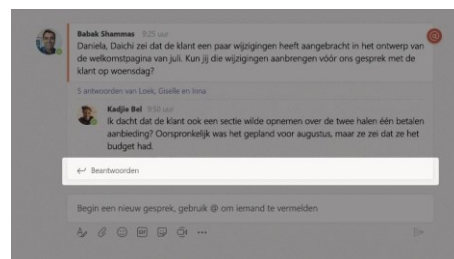 Babak Shammas 9:25 uur
Daniela, Daichi zei dat de klant een paar wijzigingen heeft aangebracht in het ontwerp van
de welkomstpagina van juli. Kun jij die wijzigingen aanbrengen vóór ons gesprek met de
klant op woensdag?
5 antwoorden van Loek, Giselle en Iona
Kadjie Bel 9:50 uur
Ik dacht dat de klant ook een sectie wilde opnemen over de twee halen één betalen
aanbieding? Oorspronkelijk was het gepland voor augustus, maar ze zei dat ze het
budget had.
Beantwoorden
Begin een nieuw gesprek, gebruik @ om iemand te vermelden